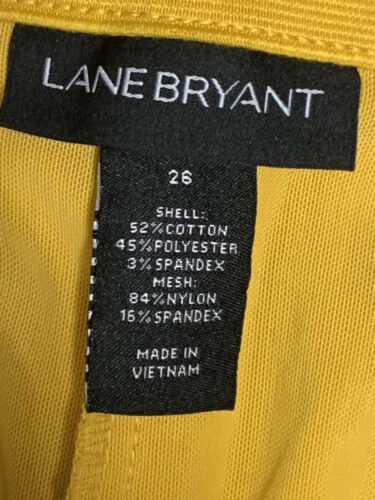 LANE BRYANT
26
SHELL:
52%COTTON
45%POLYESTER
3%SPANDEX
MESH:
84%NYLON
16%SPANDEX
MADE IN
VIETNAM